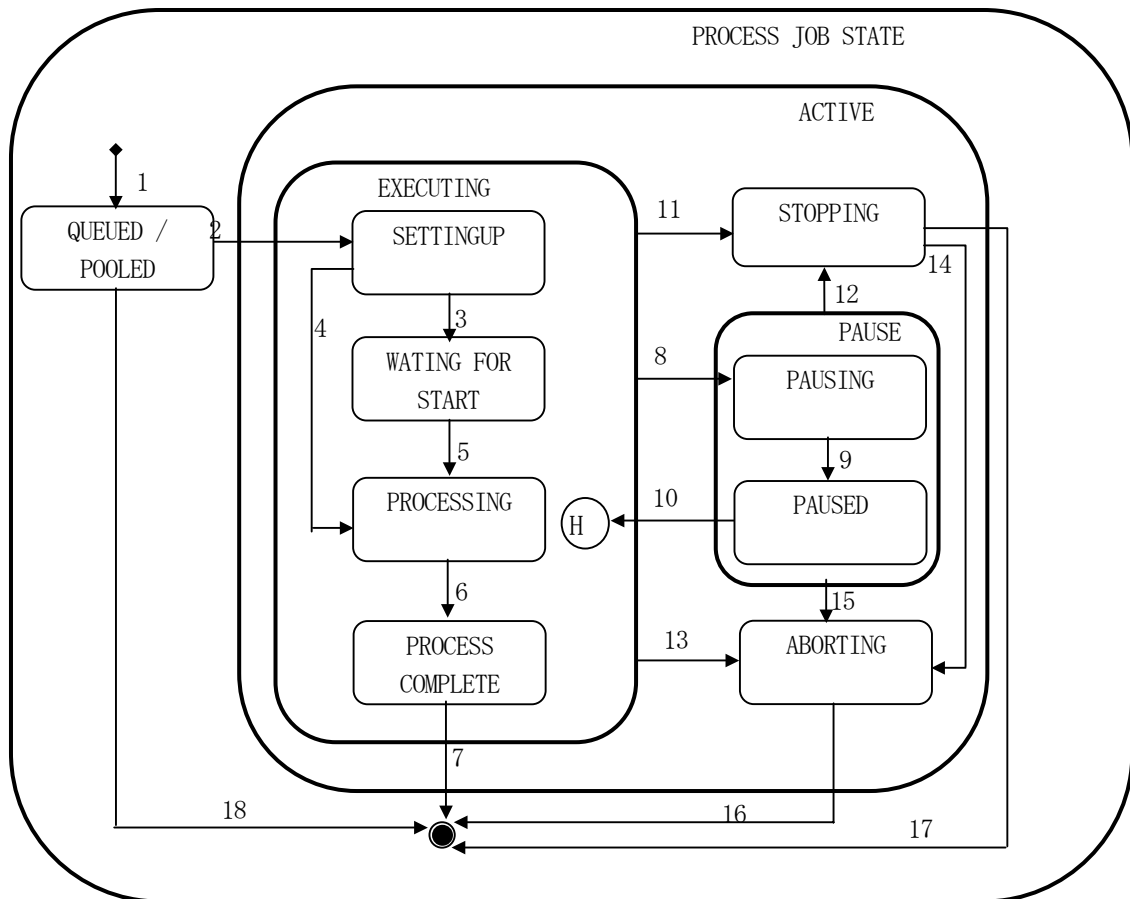 PROCESS JOB STATE
ACTIVE
EXECUTING
1
QUEUED /
POOLED
2
SETTINGUP
11
STOPPING
14
12
3
4
WATING FOR
START
8
PAUSE
PAUSING
5
9
PROCESSING
H
10
PAUSED
6
15
PROCESS
COMPLETE
13
ABORTING
7
18
16
17